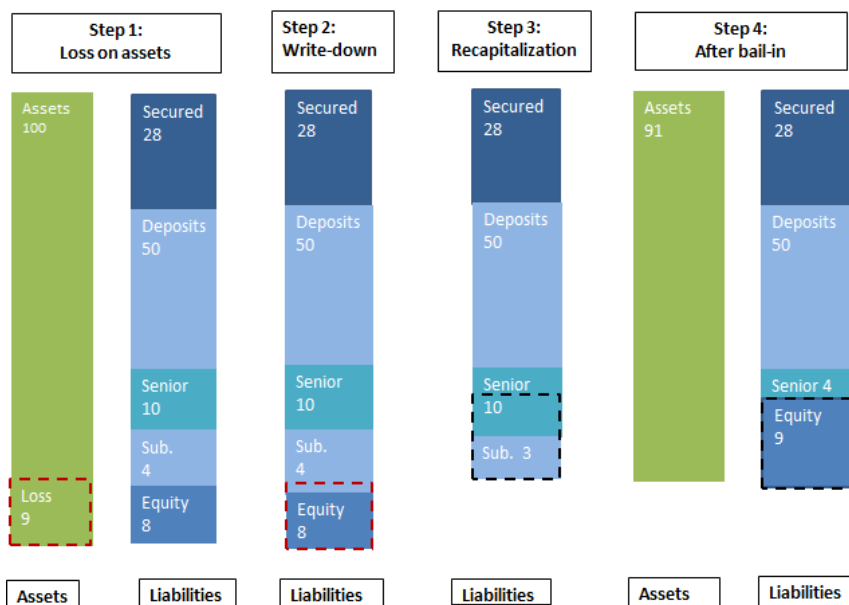 Step 1:
Loss on assets
Step 2:
Write-down
Step 3:
Recapitalization
Step 4:
After bail-in
Assets
100
Loss
9
Secured
28
Deposits
50
Senior
10
Sub.
4
Equity
8
Secured
28
Deposits
50
Senior
10
Sub.
4
Equity
8
Secured
28
Deposits
50
Senior
10
Sub. 3
Assets
91
Secured
28
Deposits
50
Senior 4
Equity
9
Assets
Liabilities
Liabilities
Liabilities
Assets
Liabilities